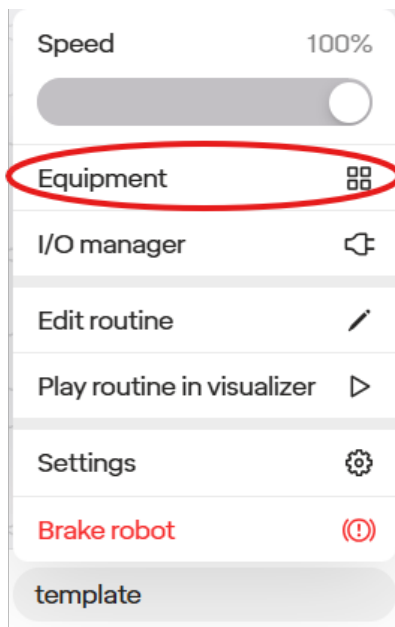 Speed 100%
Equipment
I/O manager
Edit routine
Play routine in visualizer
Settings
Brake robot
template